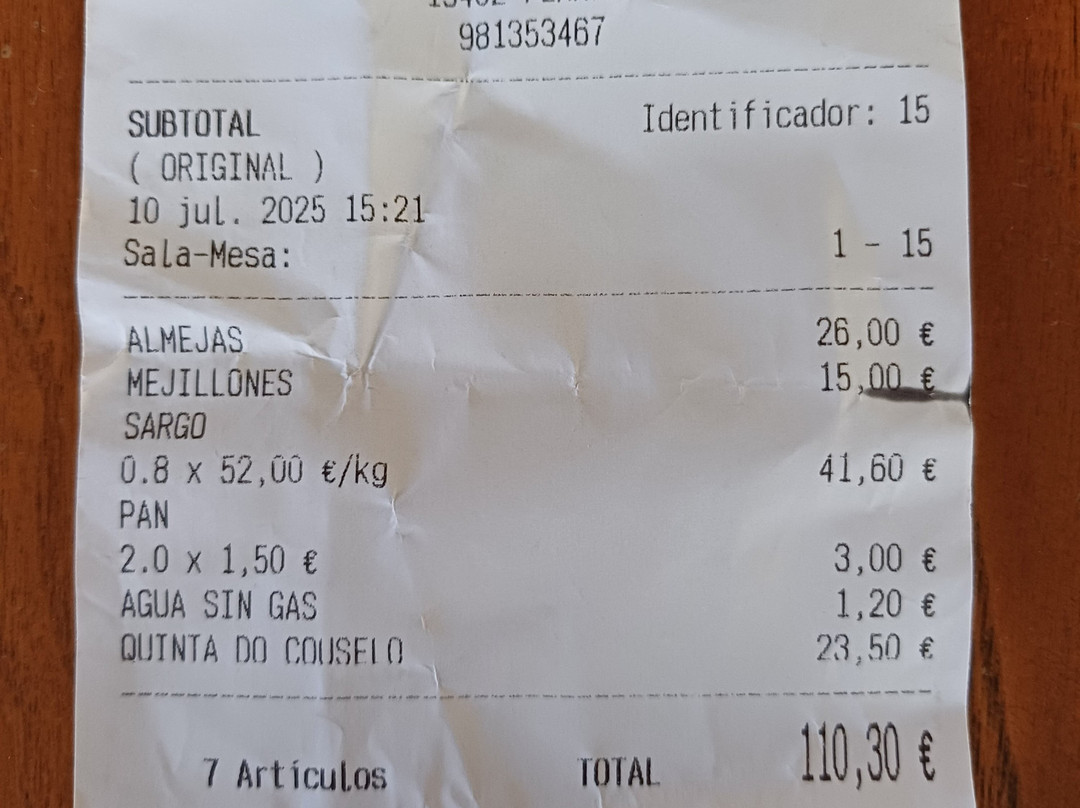 981353467
SUBTOTAL Identificador: 15
( ORIGINAL )
10 jul. 2025 15:21
Sala-Mesa: 1 - 15
ALMEJAS 26,00 €
MEJILLONES 15,00 €
SARGO
0.8 x 52,00 €/kg 41,60 €
PAN
2.0 x 1,50 € 3,00 €
AGUA SIN GAS 1,20 €
QUINTA DO COUSELO 23,50 €
7 Artículos TOTAL 110,30 €